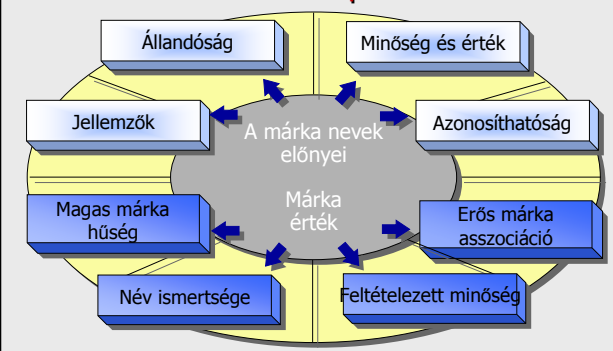 Állandóság
Minőség és érték
Jellemzők
Azonosíthatóság
A márka nevek
előnyei
Márka
érték
Magas márka
hűség
Erős márka
asszociáció
Név ismertsége
Feltételezett minőség